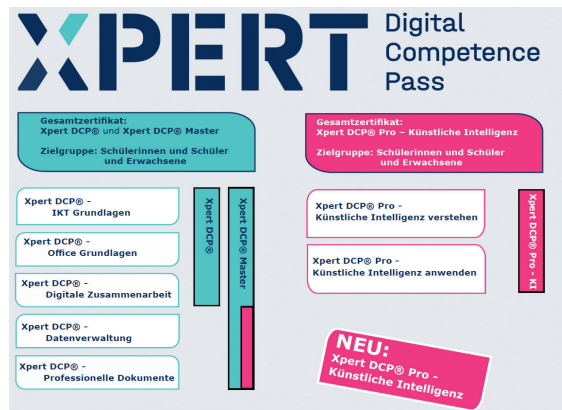 XPERT
Digital
Competence
Pass
Gesamtzertifikat:
Xpert DCP® und Xpert DCP® Master
Zielgruppe: Schülerinnen und Schüler
und Erwachsene
Xpert DCP® –
IKT Grundlagen
Xpert DCP® –
Office Grundlagen
Xpert DCP® –
Digitale Zusammenarbeit
Xpert DCP® –
Datenverwaltung
Xpert DCP® –
Professionelle Dokumente
Xpert DCP®
Xpert DCP® Master
Gesamtzertifikat:
Xpert DCP® Pro – Künstliche Intelligenz
Zielgruppe: Schülerinnen und Schüler
und Erwachsene
Xpert DCP® Pro –
Künstliche Intelligenz verstehen
Xpert DCP® Pro –
Künstliche Intelligenz anwenden
Xpert DCP® Pro - KI
NEU:
Xpert DCP® Pro –
Künstliche Intelligenz